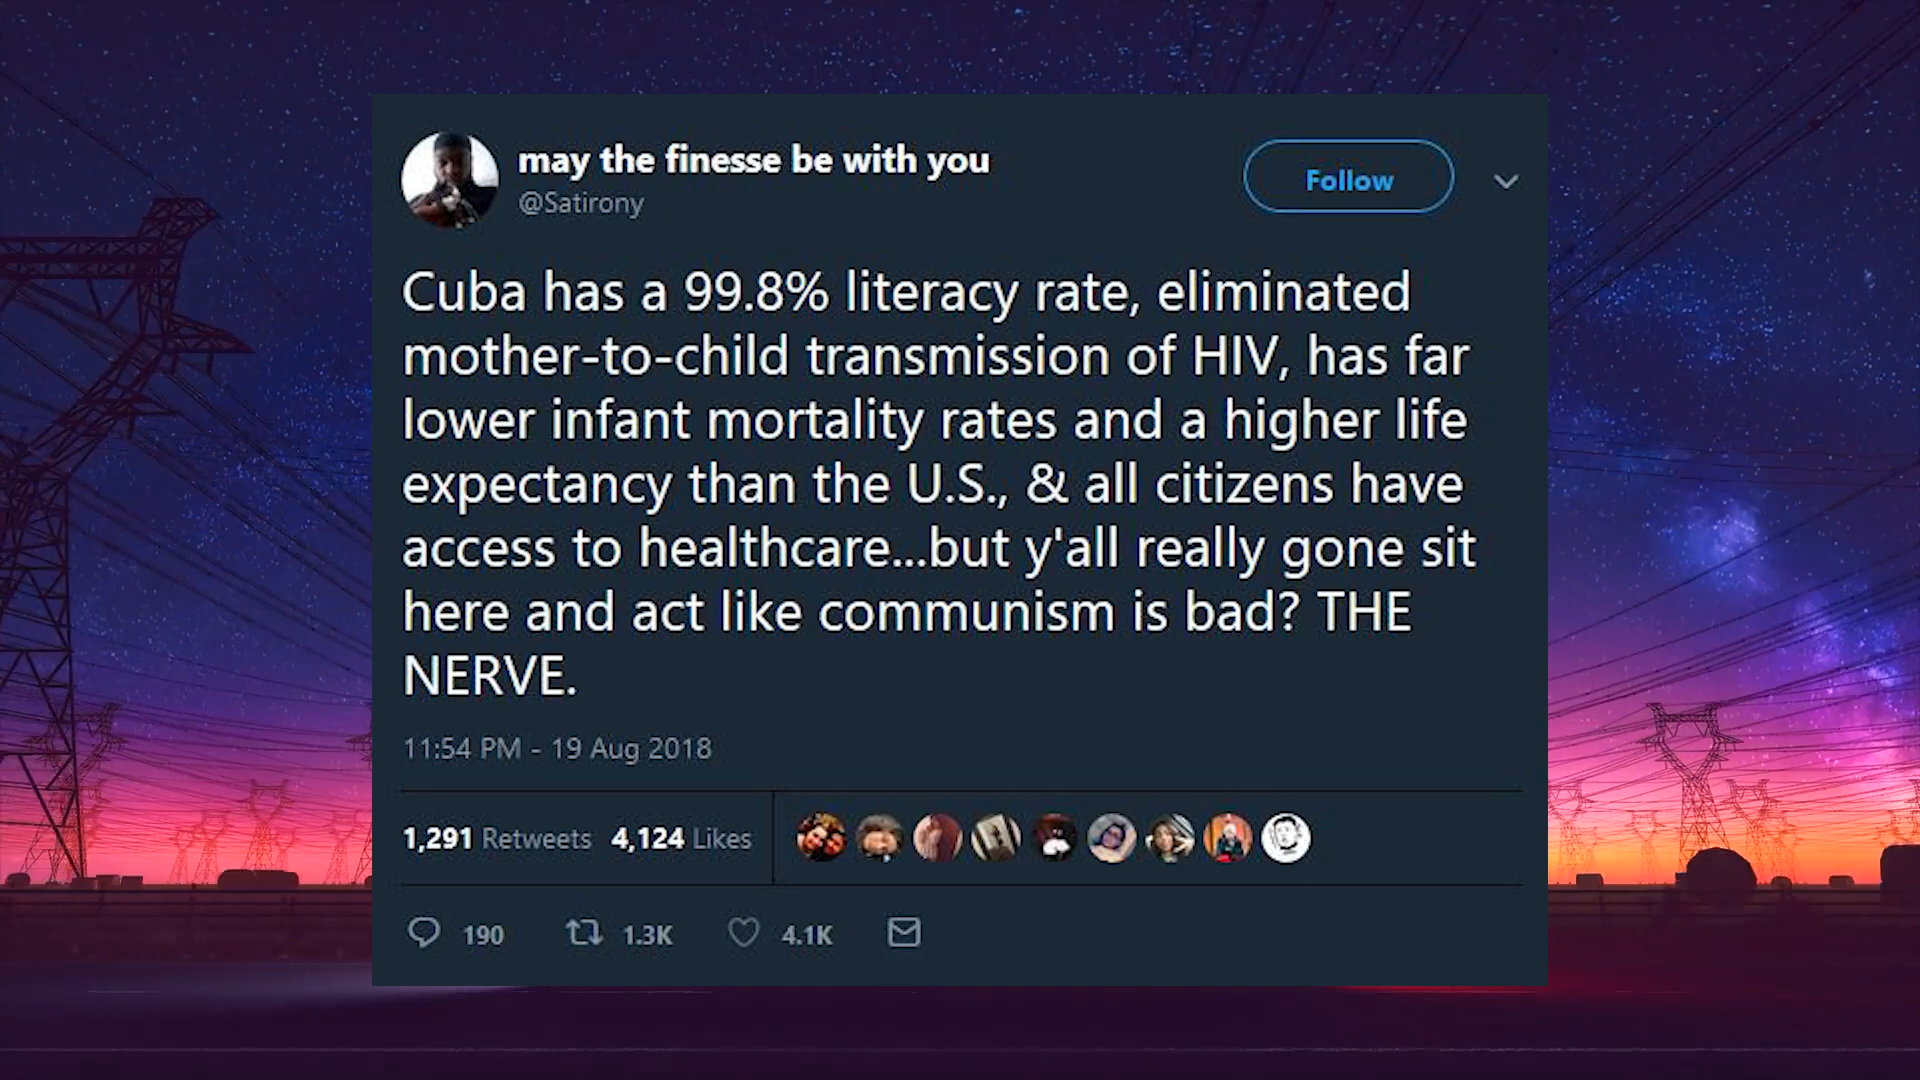 may the finesse be with you
@Satirony
Follow
Cuba has a 99.8% literacy rate, eliminated
mother-to-child transmission of HIV, has far
lower infant mortality rates and a higher life
expectancy than the U.S., & all citizens have
access to healthcare...but y'all really gone sit
here and act like communism is bad? THE
NERVE.
11:54 PM - 19 Aug 2018
1,291 Retweets 4,124 Likes
190 1.3K 4.1K